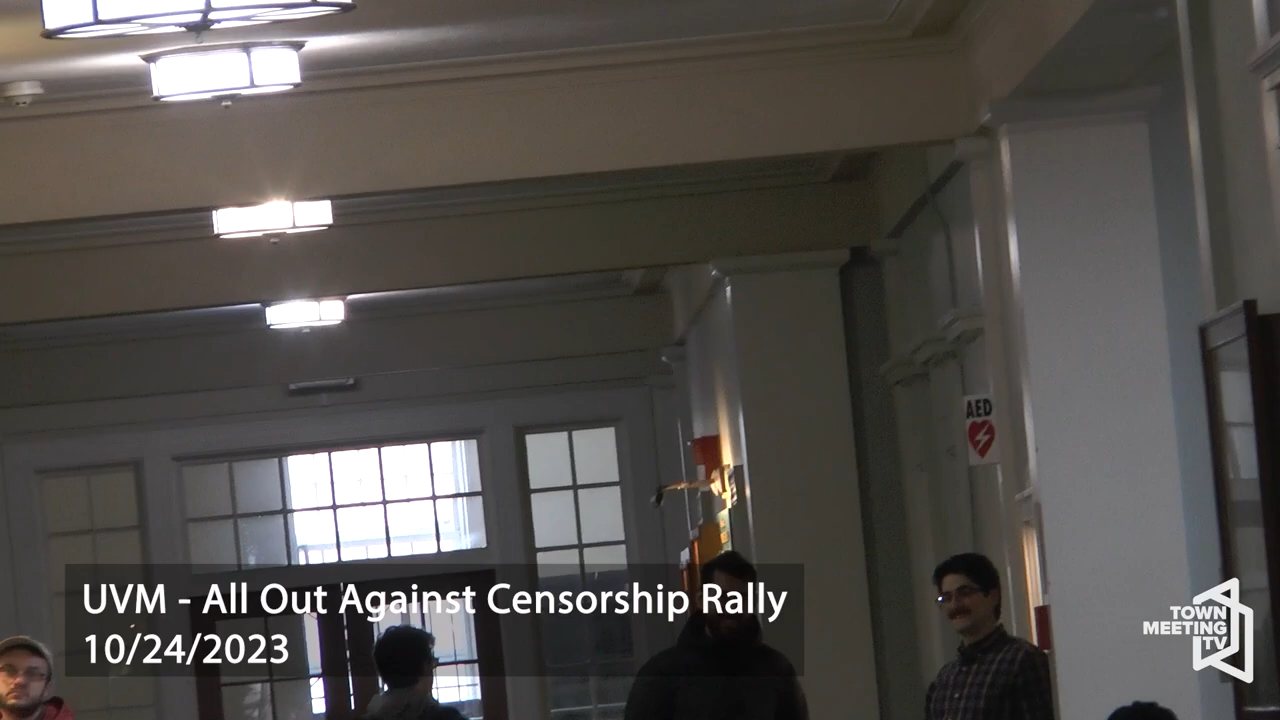 AED
UVM - All Out Against Censorship Rally
10/24/2023
TOWN
MEETING
TV